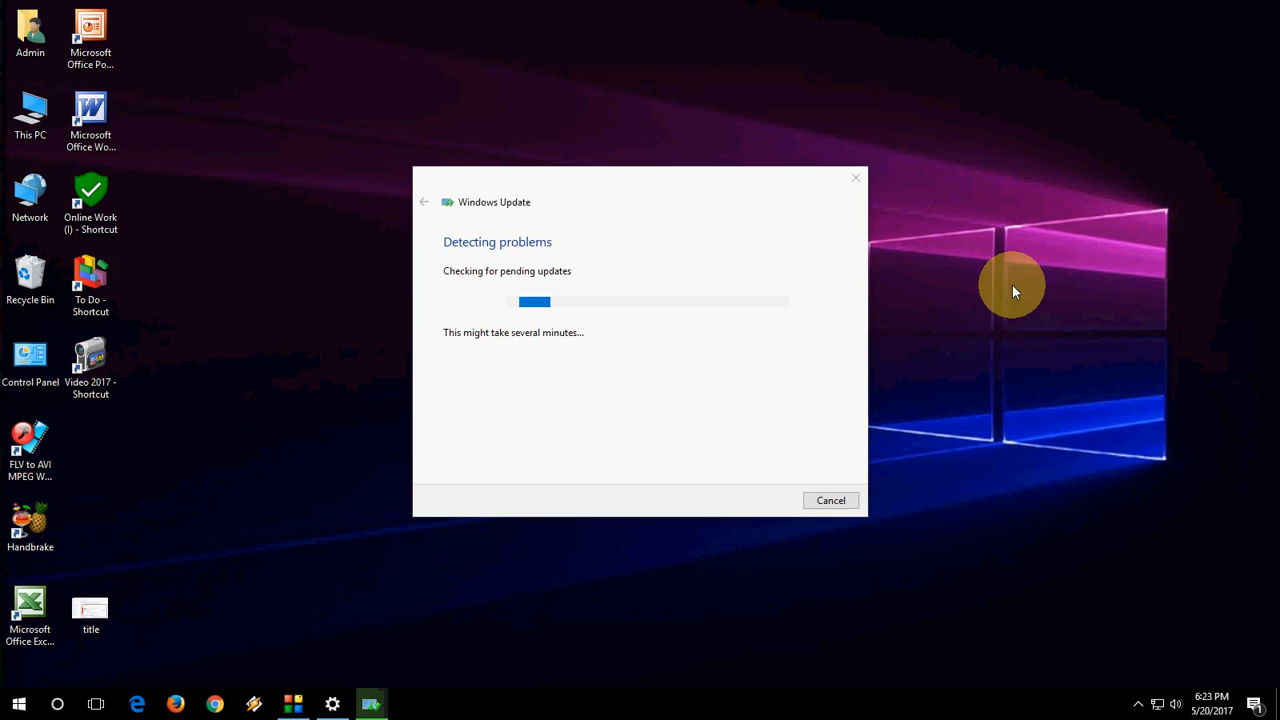 Admin
Microsoft
Office Po...
This PC
Microsoft
Office Wo...
Network
Online Work
(I) - Shortcut
Recycle Bin
To Do -
Shortcut
Control Panel
Video 2017 -
Shortcut
FLV to AVI
MPEG W...
Handbrake
Microsoft
Office Exc...
title
Windows Update
Detecting problems
Checking for pending updates
This might take several minutes...
Cancel
6:23 PM
5/20/2017
1